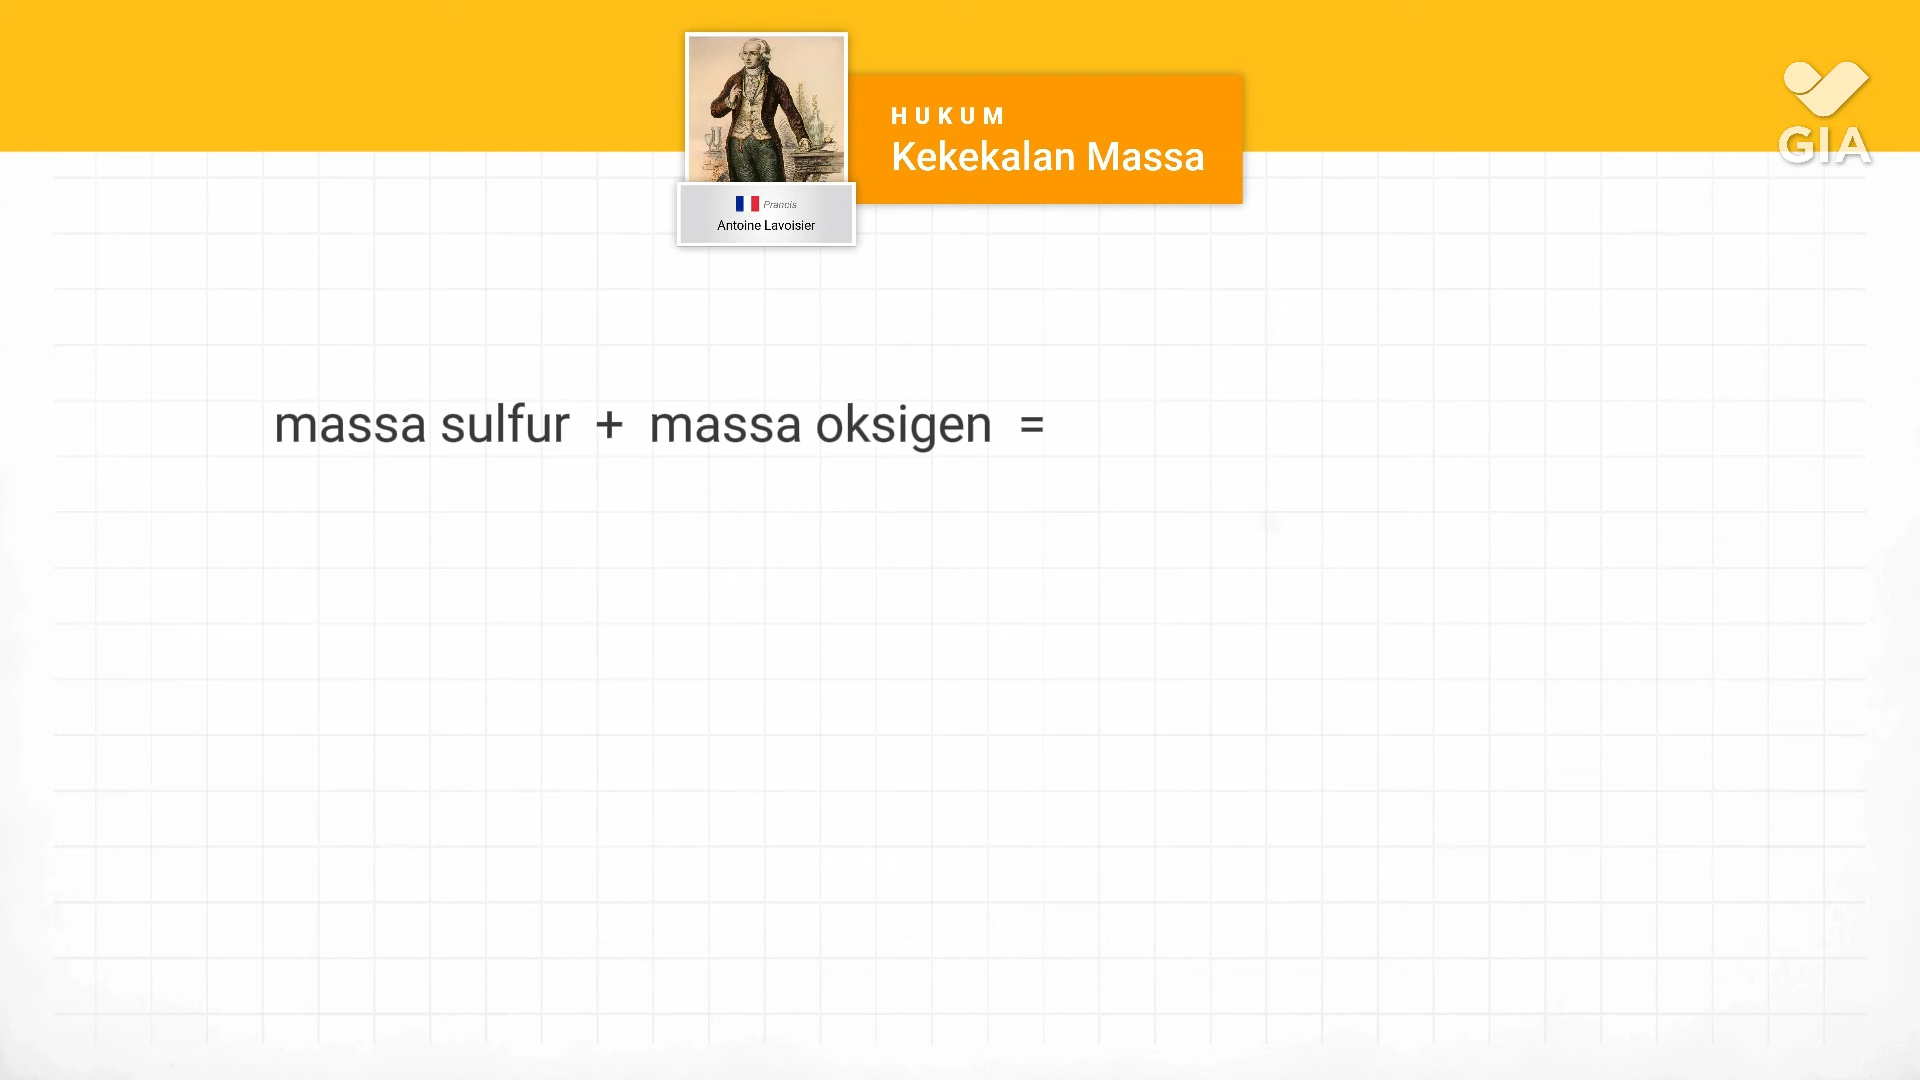 HUKUM
Kekekalan Massa
GIA
Prancis
Antoine Lavoisier
massa sulfur + massa oksigen =